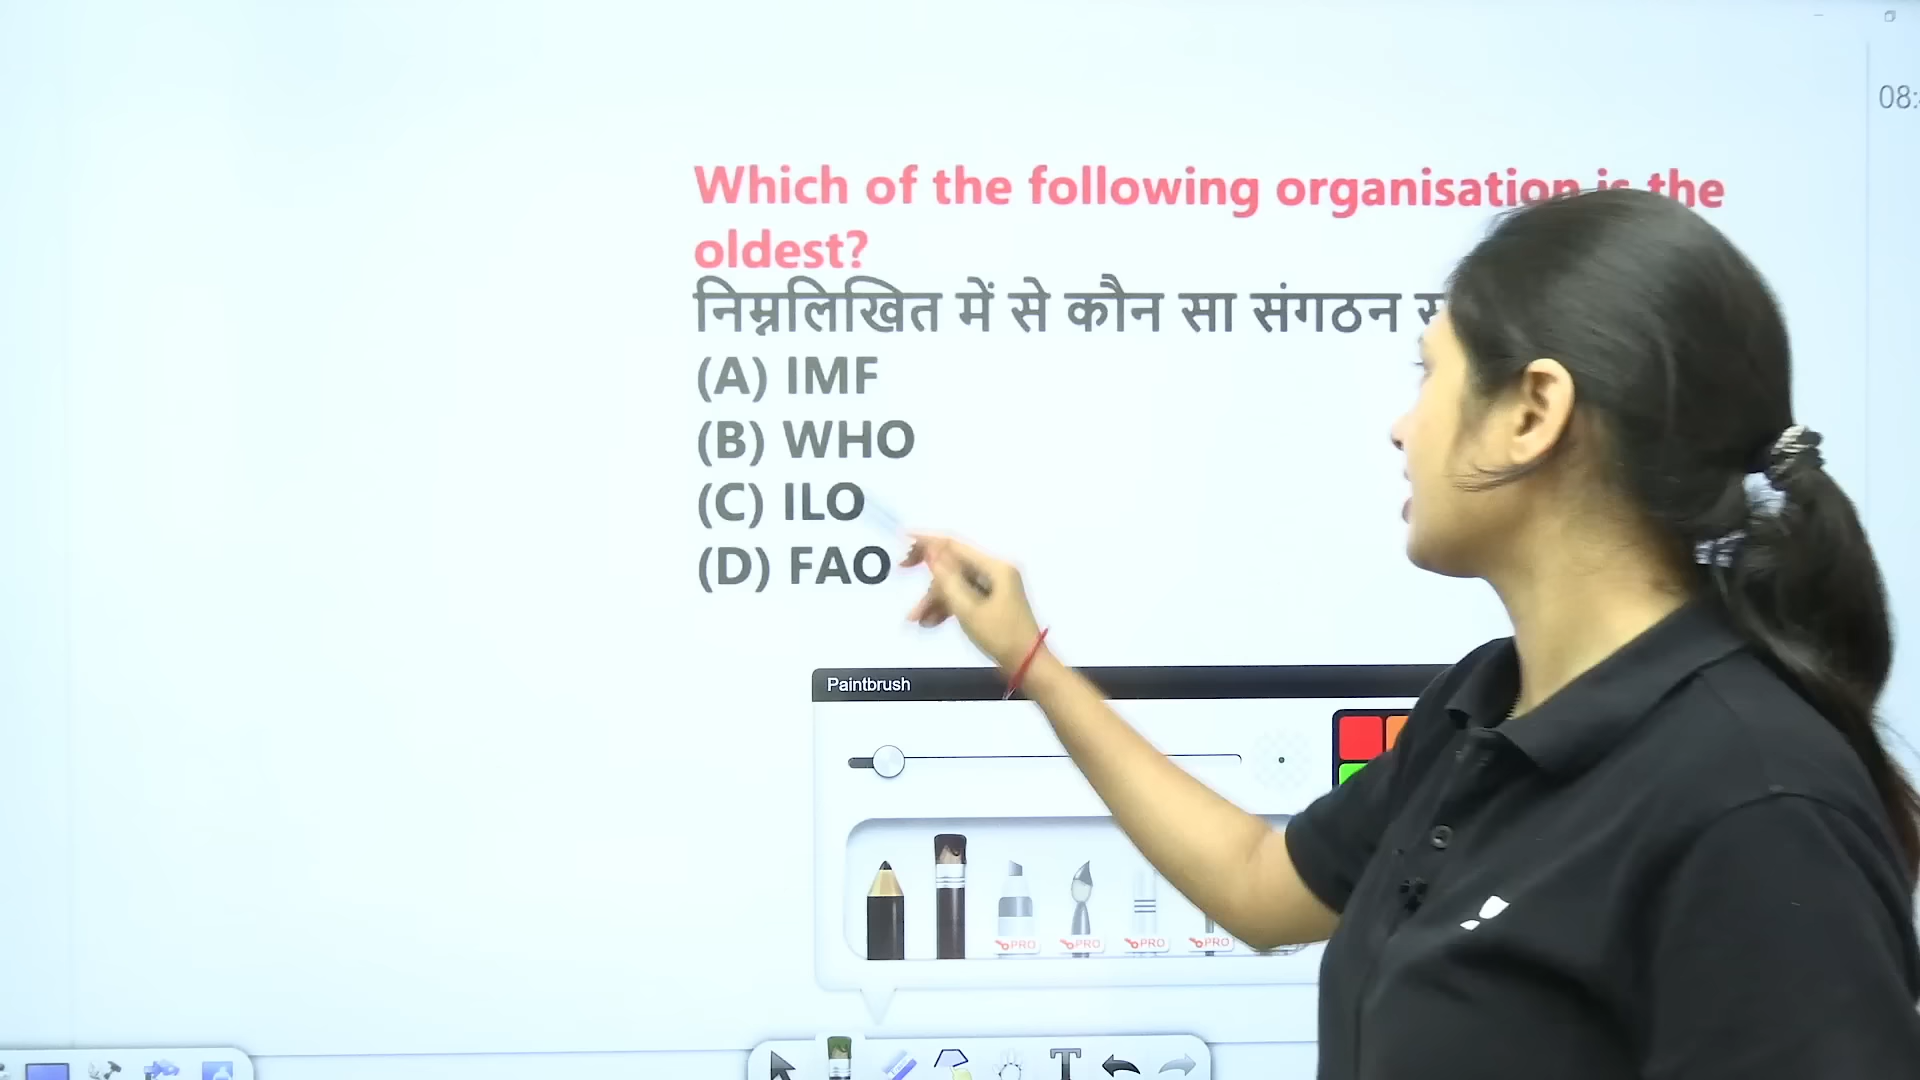 08:
Which of the following organisation is the
oldest?
निम्नलिखित में से कौन सा संगठन
(A) IMF
(B) WHO
(C) ILO
(D) FAO
Paintbrush
PRO PRO PRO PRO
T